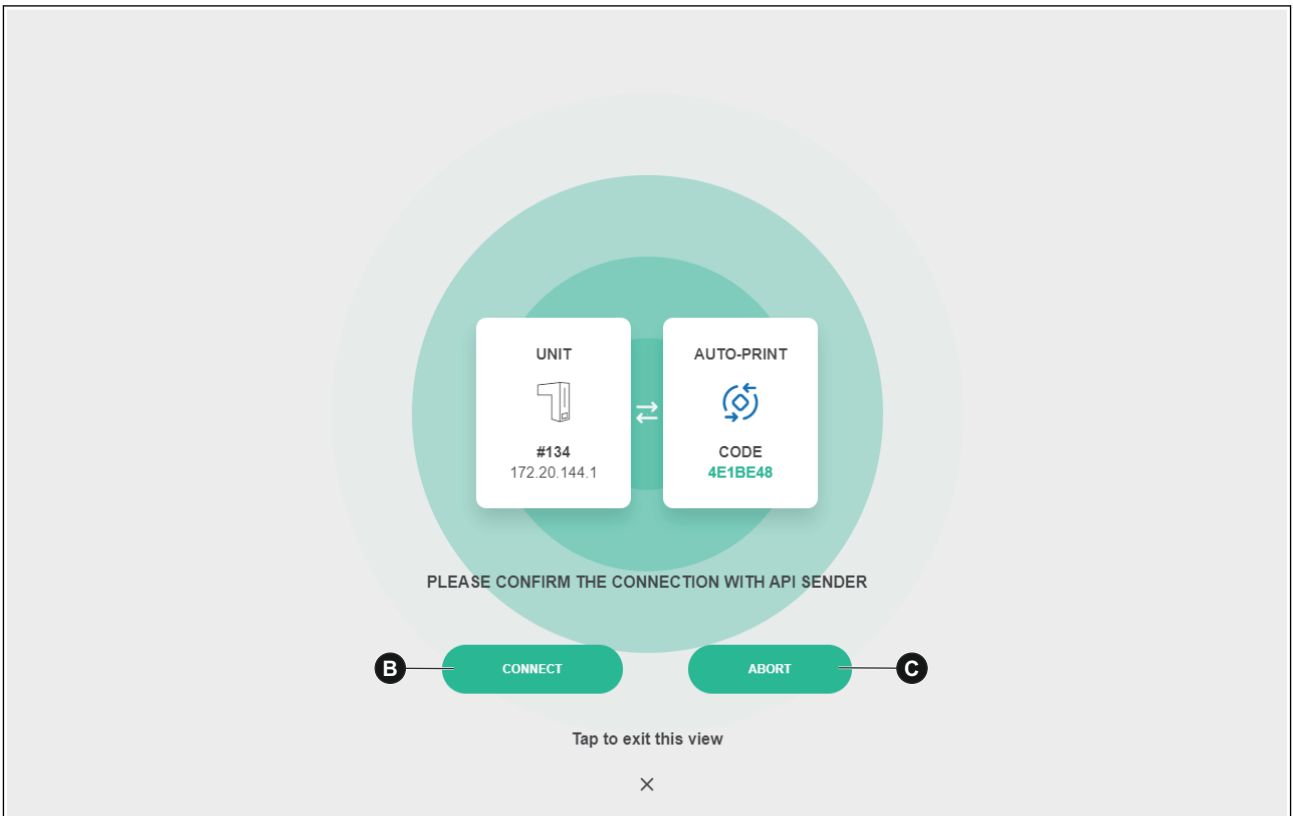 UNIT
#134
172.20.144.1
AUTO-PRINT
CODE
4E1BE48
PLEASE CONFIRM THE CONNECTION WITH API SENDER
B
CONNECT
ABORT
C
Tap to exit this view